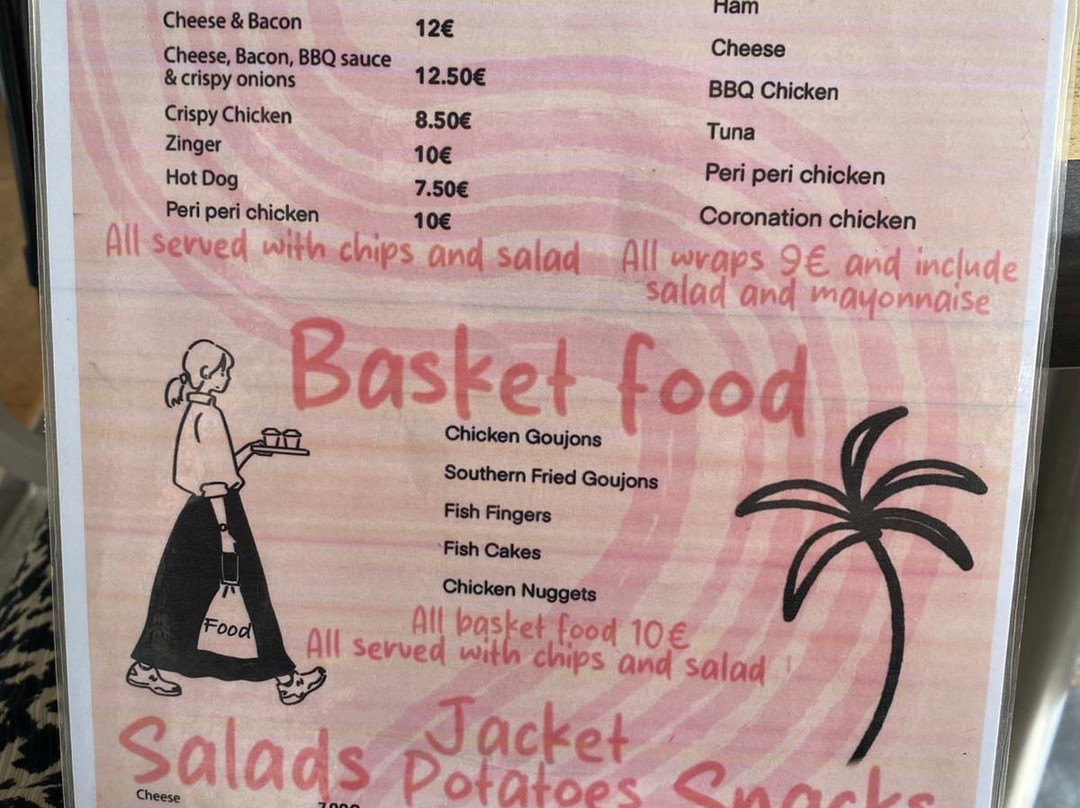 Cheese & Bacon 12€
Cheese, Bacon, BBQ sauce
& crispy onions 12.50€
Crispy Chicken 8.50€
Zinger 10€
Hot Dog 7.50€
Peri peri chicken 10€
All served with chips and salad
Ham
Cheese
BBQ Chicken
Tuna
Peri peri chicken
Coronation chicken
All wraps 9€ and include
salad and mayonnaise
Basket food
Chicken Goujons
Southern Fried Goujons
Fish Fingers
Fish Cakes
Chicken Nuggets
All basket food 10€
All served with chips and salad
Food
Salads
Cheese
Jacket
Potatoes
Snacks